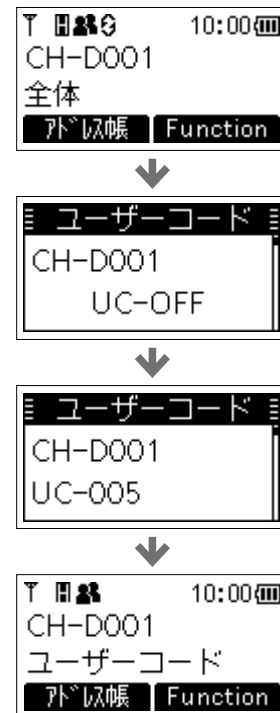 10:00
CH-D001
全体
アドレス帳 Function
ユーザーコード
CH-D001
UC-OFF
ユーザーコード
CH-D001
UC-005
10:00
CH-D001
ユーザーコード
アドレス帳 Function